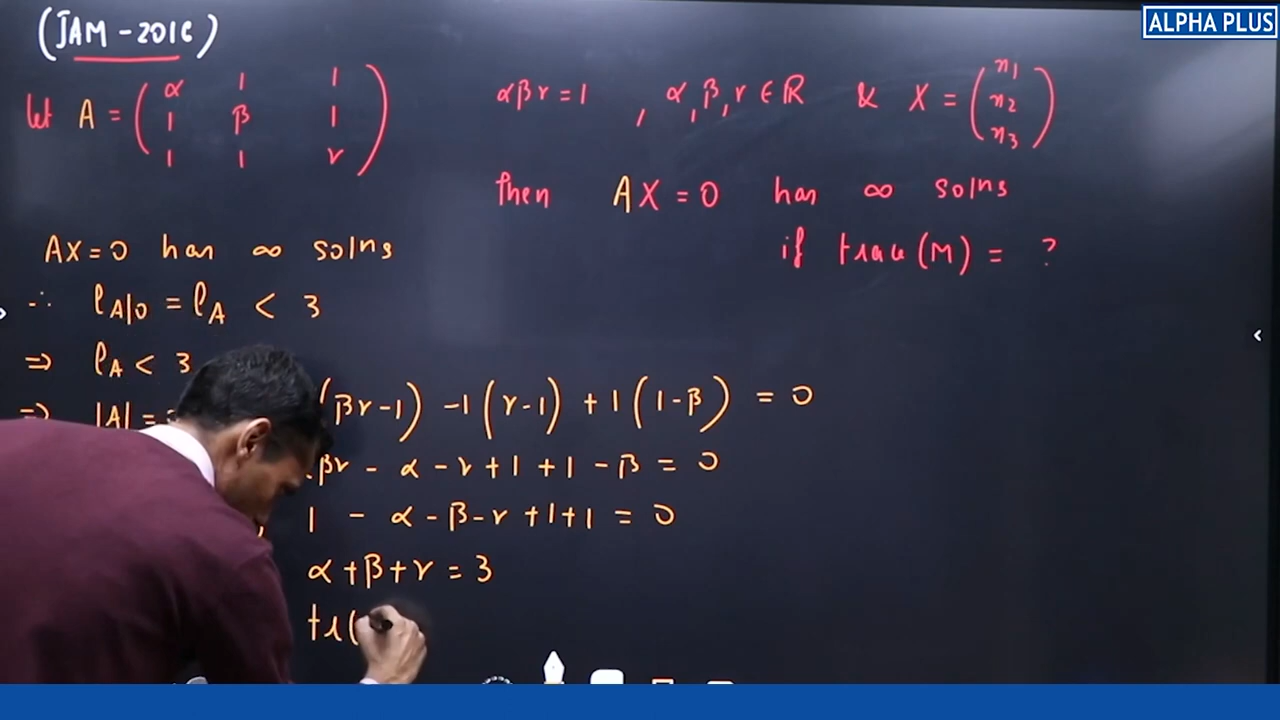 ALPHA PLUS
(JAM - 2016)
let A = ( α 1 1
1 β 1
1 1 γ )
αβγ = 1 , α, β, γ ∈ ℝ & X = ( x1
x2
x3 )
Then AX = 0 has ∞ solns
if trace(M) = ?
AX = 0 has ∞ solns
∴ ρA|0 = ρA < 3
⇒ ρA < 3
⇒ |A| = (βγ-1) -1(γ-1) +1(1-β) = 0
βγ - α - γ + 1 + 1 - β = 0
1 - α - β - γ + 1 + 1 = 0
α + β + γ = 3
tr(